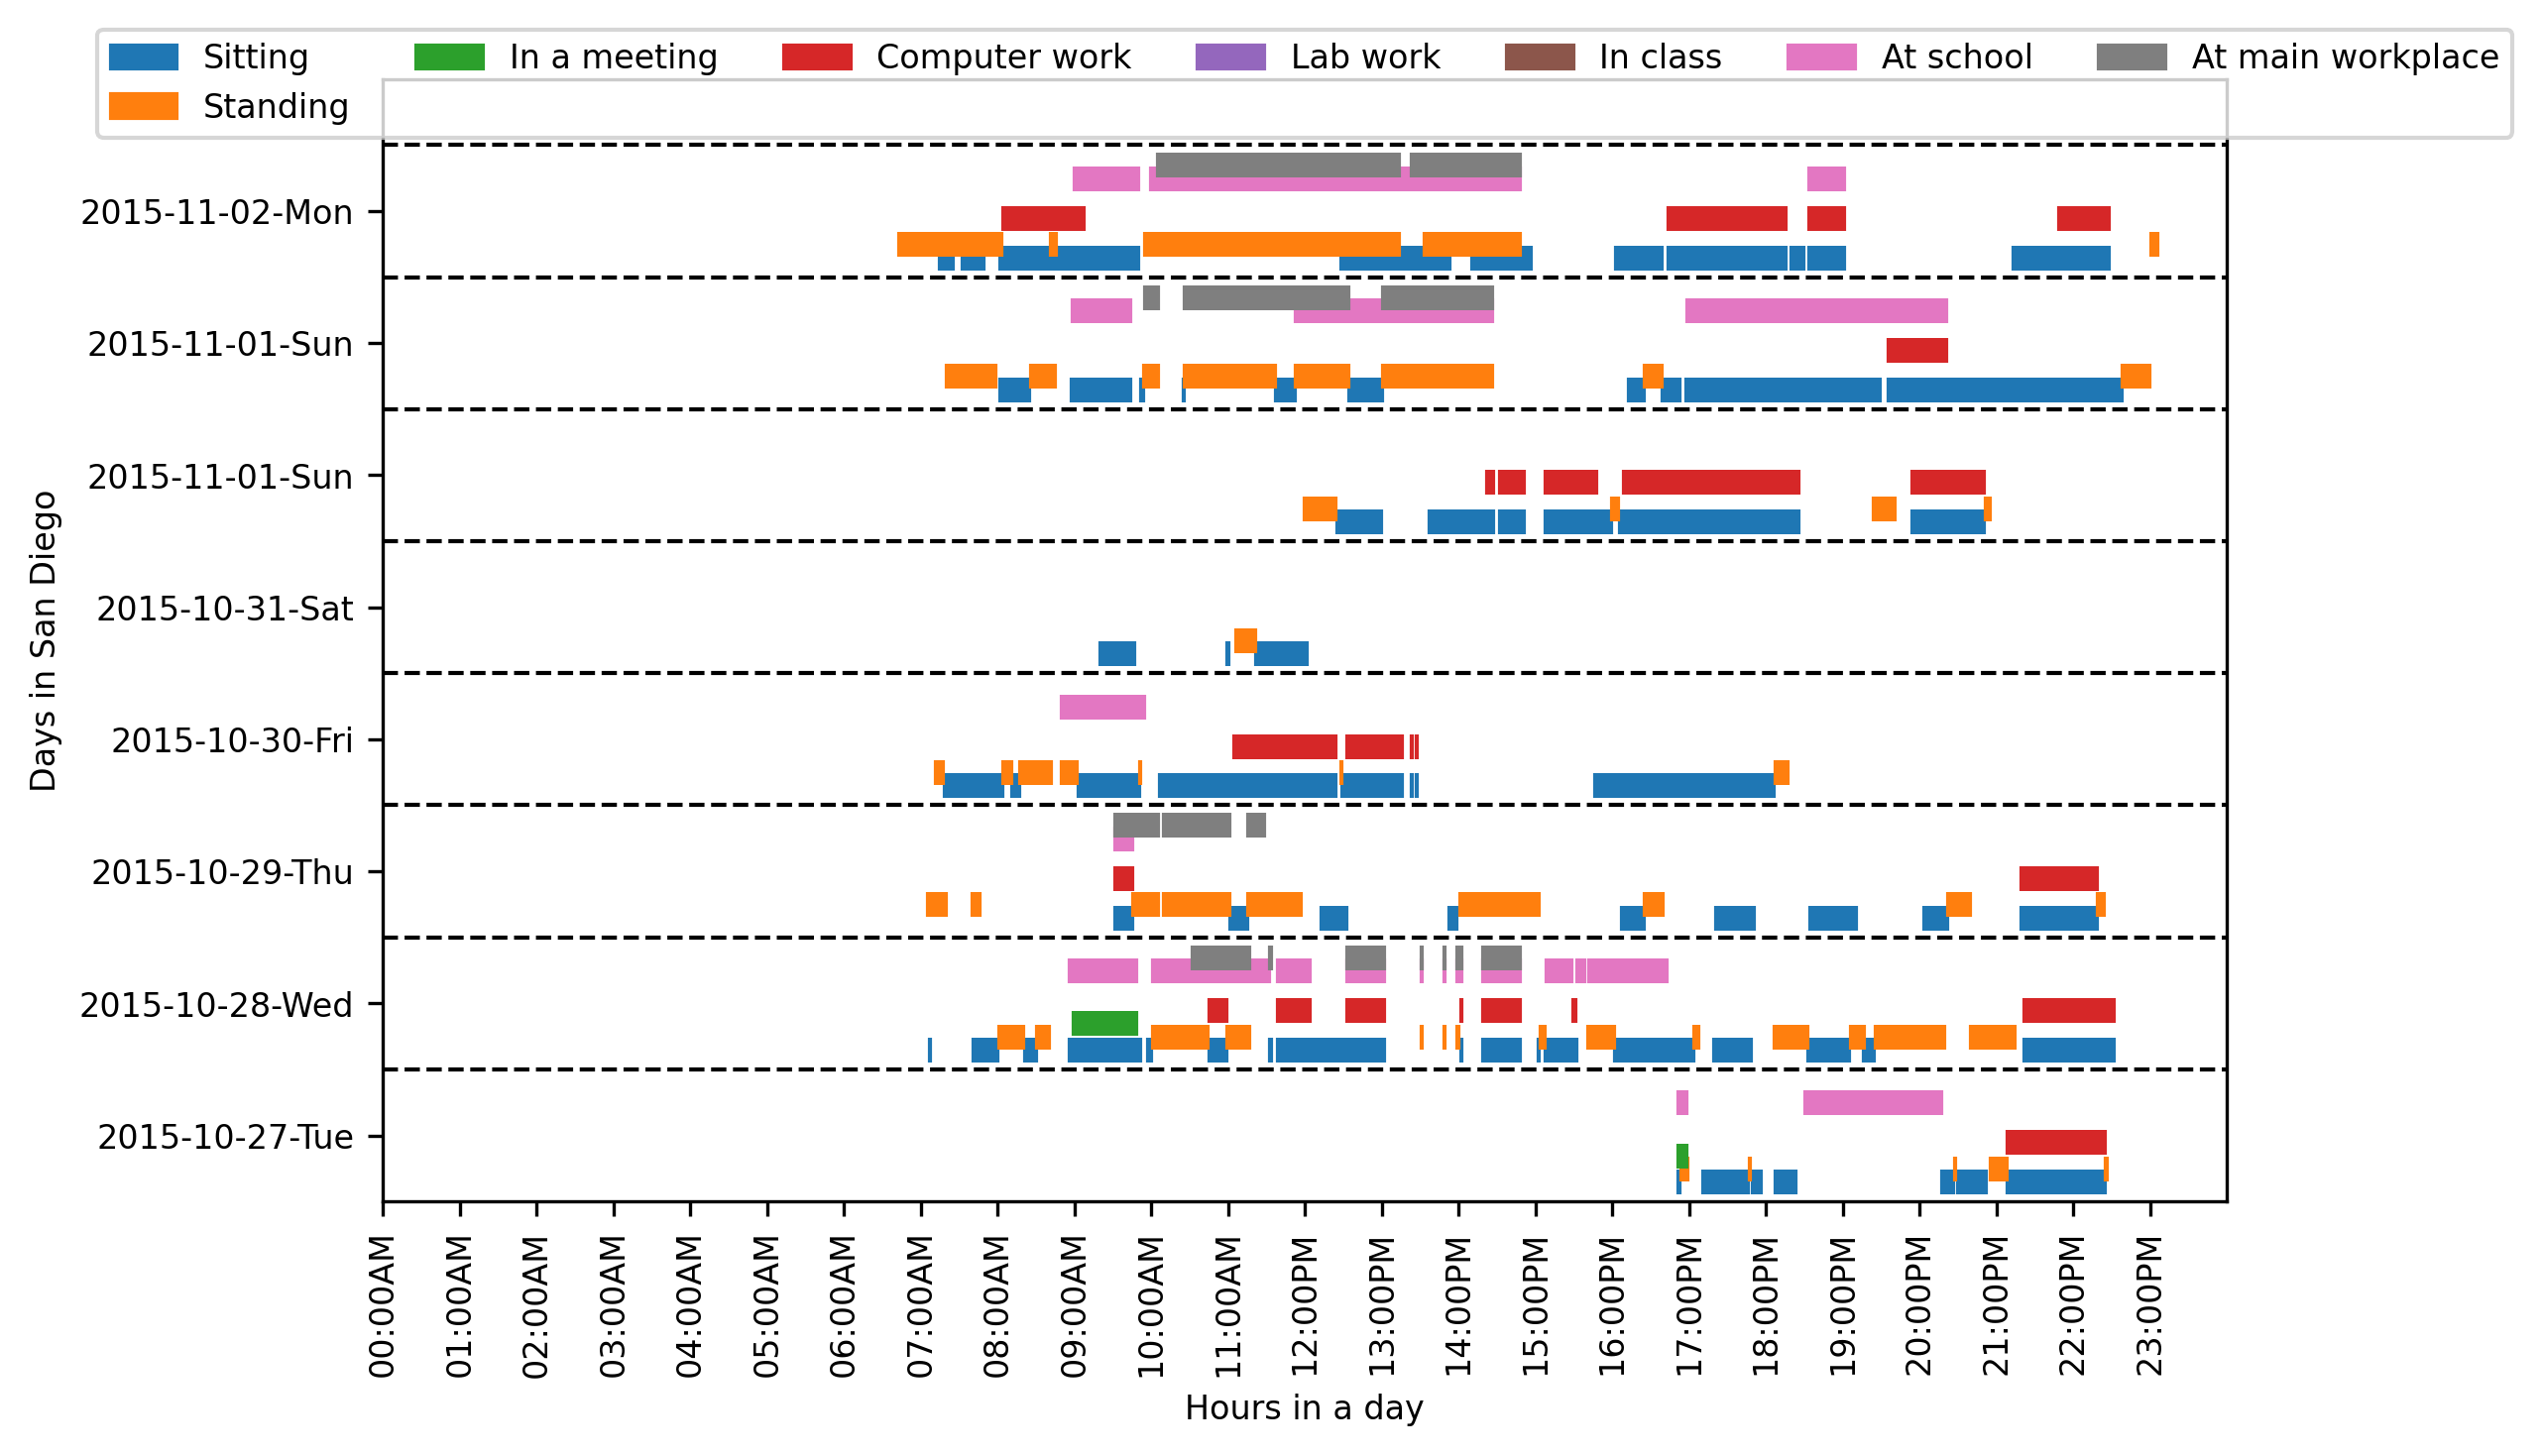 Sitting In a meeting Computer work Lab work In class At school At main workplace
Standing
2015-11-02-Mon
2015-11-01-Sun
2015-11-01-Sun
2015-10-31-Sat
2015-10-30-Fri
2015-10-29-Thu
2015-10-28-Wed
2015-10-27-Tue
Days in San Diego
00:00AM
01:00AM
02:00AM
03:00AM
04:00AM
05:00AM
06:00AM
07:00AM
08:00AM
09:00AM
10:00AM
11:00AM
12:00PM
13:00PM
14:00PM
15:00PM
16:00PM
17:00PM
18:00PM
19:00PM
20:00PM
21:00PM
22:00PM
23:00PM
Hours in a day